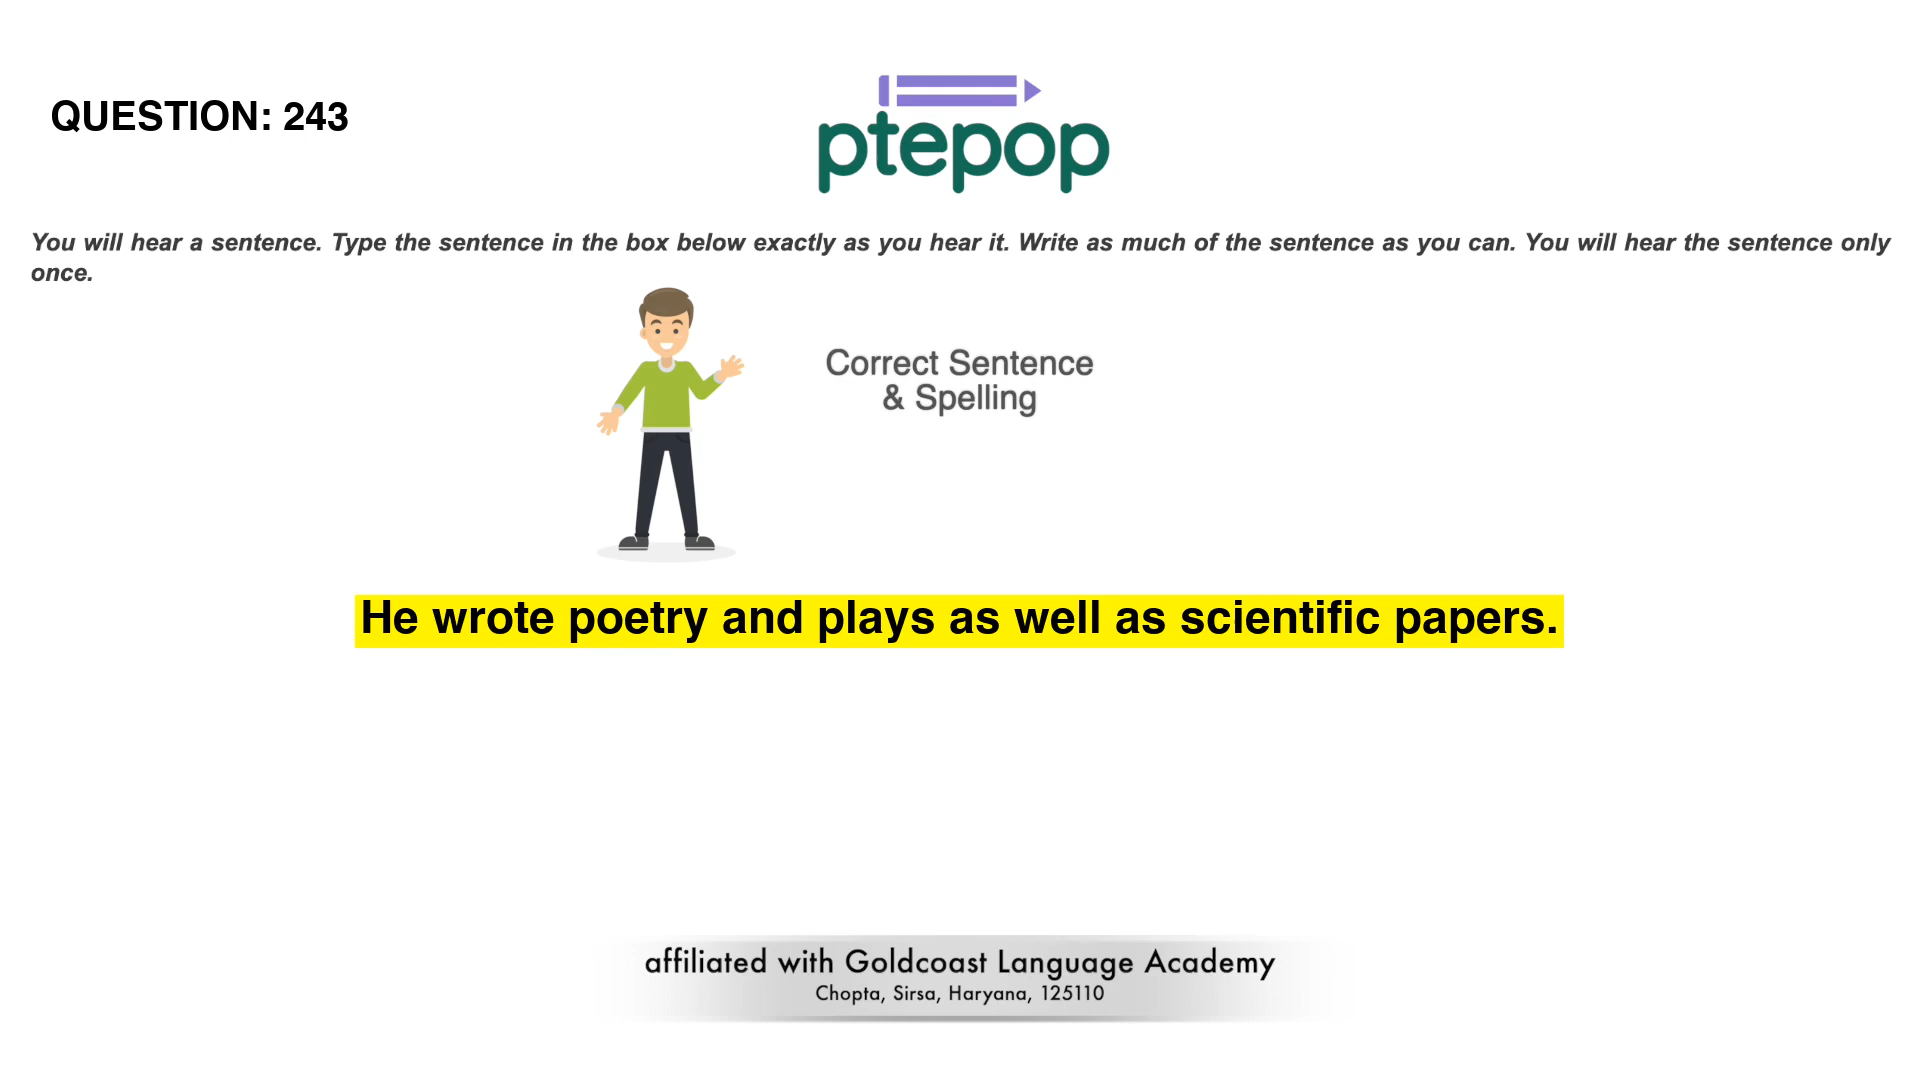 QUESTION: 243
ptepop
You will hear a sentence. Type the sentence in the box below exactly as you hear it. Write as much of the sentence as you can. You will hear the sentence only
once.
Correct Sentence
& Spelling
He wrote poetry and plays as well as scientific papers.
affiliated with Goldcoast Language Academy
Chopta, Sirsa, Haryana, 125110